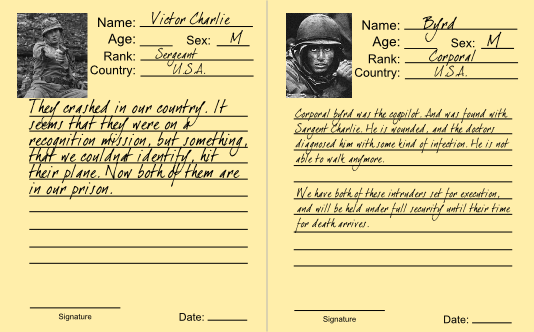 Name: Victor Charlie
Age: Sex: M
Rank: Sergeant
Country: U.S.A.
They crashed in our country. It
seems that they were on a
recognition mission, but something,
that we couldnt identify, hit
their plane. Now both of them are
in our prison.
Signature
Date:
Name: Byrd
Age: Sex: M
Rank: Corporal
Country: U.S.A.
Corporal byrd was the cogpilot. And was found with
Sargent Charlie. He is wounded, and the doctors
diagnosed him with some kind of infection. He is not
able to walk anymore.
We have both of these intruders set for execution,
and will be held under full security until their time
for death arrives.
Signature
Date: